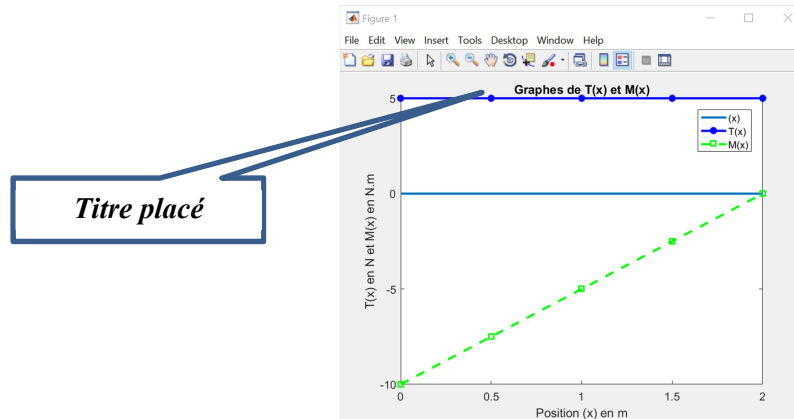 Figure 1
File Edit View Insert Tools Desktop Window Help
Graphes de T(x) et M(x)
5
(x)
T(x)
M(x)
Titre placé
0
T(x) en N et M(x) en N.m
-5
-10
0 0.5 1 1.5 2
Position (x) en m